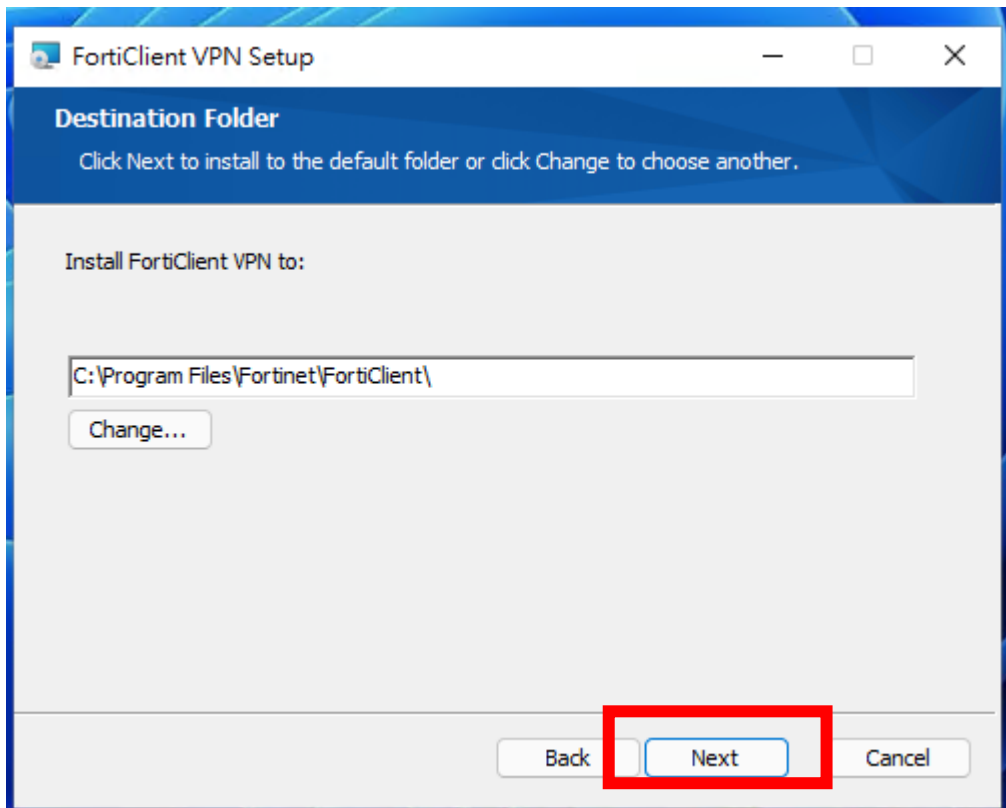 FortiClient VPN Setup
Destination Folder
Click Next to install to the default folder or click Change to choose another.
Install FortiClient VPN to:
C:\Program Files\Fortinet\FortiClient\
Change...
Back Next Cancel